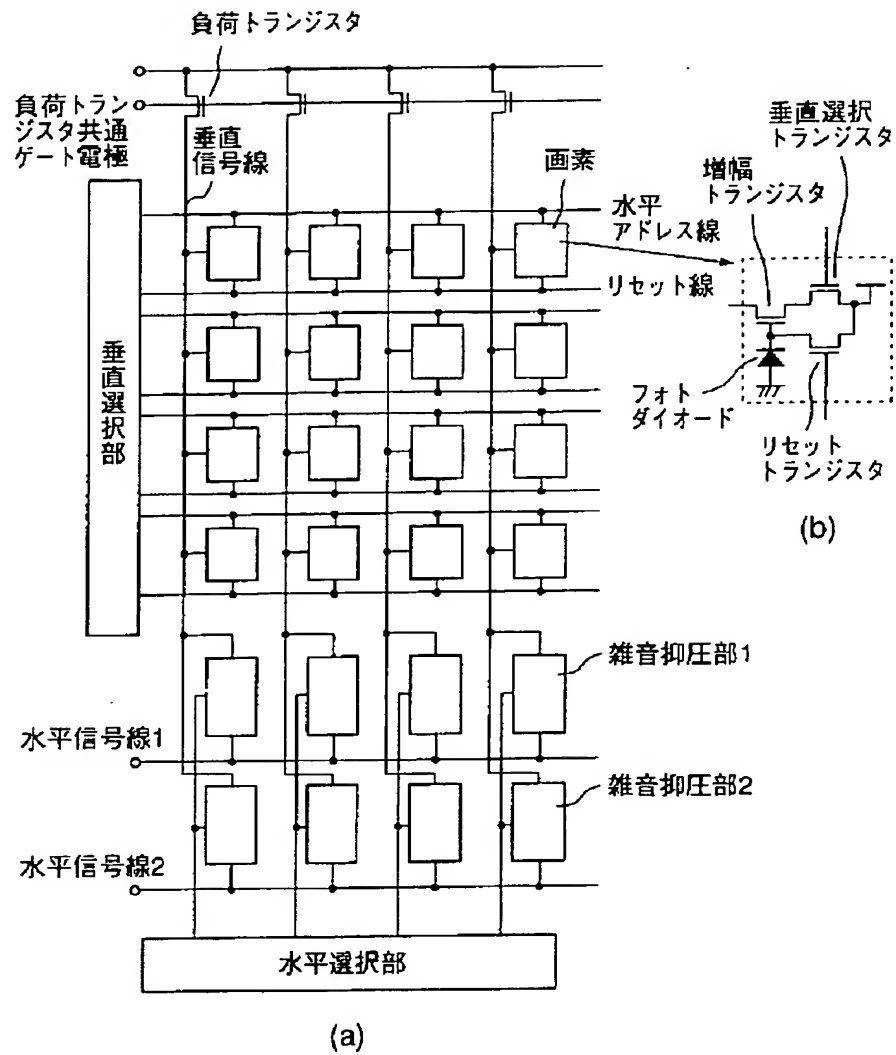 負荷トランジスタ
負荷トラン
ジスタ共通
ゲート電極
垂直
信号線
画素
水平
アドレス線
リセット線
垂直選択部
垂直選択
トランジスタ
増幅
トランジスタ
フォト
ダイオード
リセット
トランジスタ
(b)
雑音抑圧部1
水平信号線1
雑音抑圧部2
水平信号線2
水平選択部
(a)